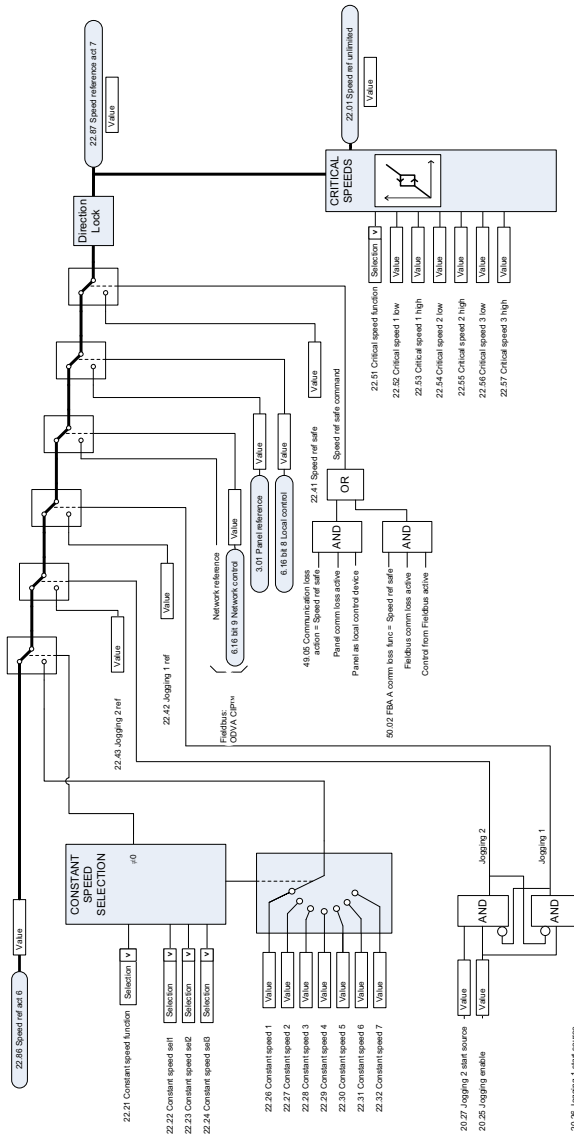 22.86 Speed ref act 6
Value
22.21 Constant speed function
Selection
v
22.22 Constant speed sel1
Selection
v
22.23 Constant speed sel2
Selection
v
22.24 Constant speed sel3
Selection
v
CONSTANT
SPEED
SELECTION
≠0
22.26 Constant speed 1
Value
22.27 Constant speed 2
Value
22.28 Constant speed 3
Value
22.29 Constant speed 4
Value
22.30 Constant speed 5
Value
22.31 Constant speed 6
Value
22.32 Constant speed 7
Value
20.27 Jogging 2 start source
Value
20.25 Jogging enable
Value
20.26 Jogging 1 start source
AND
Jogging 2
AND
Jogging 1
22.43 Jogging 2 ref
Value
22.42 Jogging 1 ref
Value
Fieldbus:
ODVA CIP™
Network reference
6.16 bit 9 Network control
Value
3.01 Panel reference
Value
6.16 bit 8 Local control
Value
22.41 Speed ref safe
Value
Speed ref safe command
49.05 Communication loss
action = Speed ref safe
Panel comm loss active
Panel as local control device
AND
50.02 FBA A comm loss func = Speed ref safe
Fieldbus comm loss active
Control from Fieldbus active
AND
OR
Direction
Lock
22.87 Speed reference act 7
Value
22.51 Critical speed function
Selection
v
22.52 Critical speed 1 low
Value
22.53 Critical speed 1 high
Value
22.54 Critical speed 2 low
Value
22.55 Critical speed 2 high
Value
22.56 Critical speed 3 low
Value
22.57 Critical speed 3 high
Value
CRITICAL
SPEEDS
22.01 Speed ref unlimited
Value